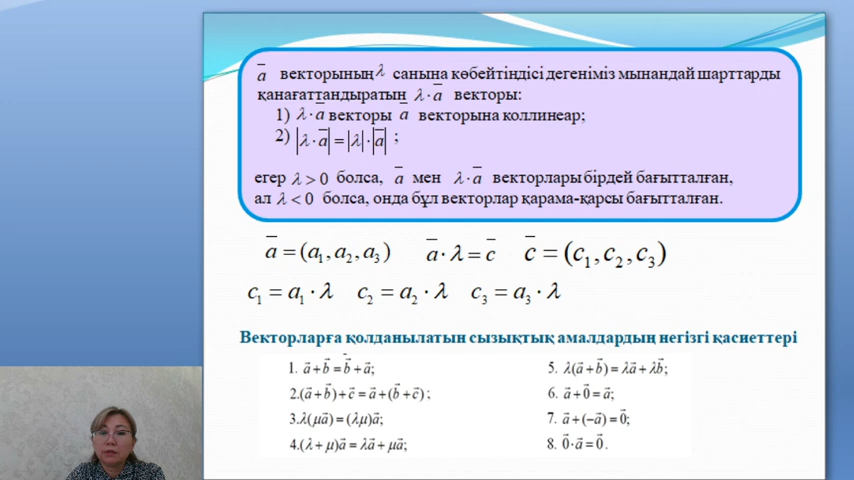 a̅ векторының λ санына көбейтіндісі дегеніміз мынандай шарттарды
қанағаттандыратын λ · a̅ векторы:
1) λ · a̅ векторы a̅ векторына коллинеар;
2) |λ · a̅| = |λ| · |a̅| ;
егер λ > 0 болса, a̅ мен λ · a̅ векторлары бірдей бағытталған,
ал λ < 0 болса, онда бұл векторлар қарама-қарсы бағытталған.
a̅ = (a₁, a₂, a₃) a̅ · λ = c̅ c̅ = (c₁, c₂, c₃)
c₁ = a₁ · λ c₂ = a₂ · λ c₃ = a₃ · λ
Векторларға қолданылатын сызықтық амалдардың негізгі қасиеттері
1. a⃗ + b⃗ = b⃗ + a⃗;
2.(a⃗ + b⃗) + c⃗ = a⃗ + (b⃗ + c⃗) ;
3.λ(μa⃗) = (λμ)a⃗;
4.(λ + μ)a⃗ = λa⃗ + μa⃗;
5. λ(a⃗ + b⃗) = λa⃗ + λb⃗;
6. a⃗ + 0⃗ = a⃗;
7. a⃗ + (−a⃗) = 0⃗;
8. 0⃗ · a⃗ = 0⃗.